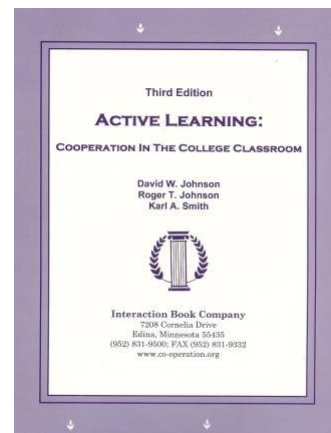 Third Edition
ACTIVE LEARNING:
COOPERATION IN THE COLLEGE CLASSROOM
David W. Johnson
Roger T. Johnson
Karl A. Smith
Interaction Book Company
7208 Cornelia Drive
Edina, Minnesota 55435
(952) 831-9500; FAX (952) 831-9332
www.co-operation.org